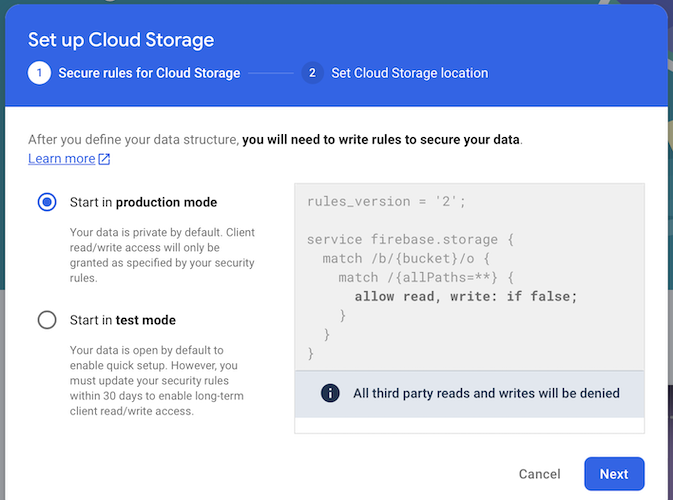 Set up Cloud Storage
1 Secure rules for Cloud Storage 2 Set Cloud Storage location
After you define your data structure, you will need to write rules to secure your data.
Learn more
Start in production mode
Your data is private by default. Client
read/write access will only be
granted as specified by your security
rules.
Start in test mode
Your data is open by default to
enable quick setup. However, you
must update your security rules
within 30 days to enable long-term
client read/write access.
rules_version = '2';
service firebase.storage {
  match /b/{bucket}/o {
    match /{allPaths=**} {
      allow read, write: if false;
    }
  }
}
All third party reads and writes will be denied
Cancel Next